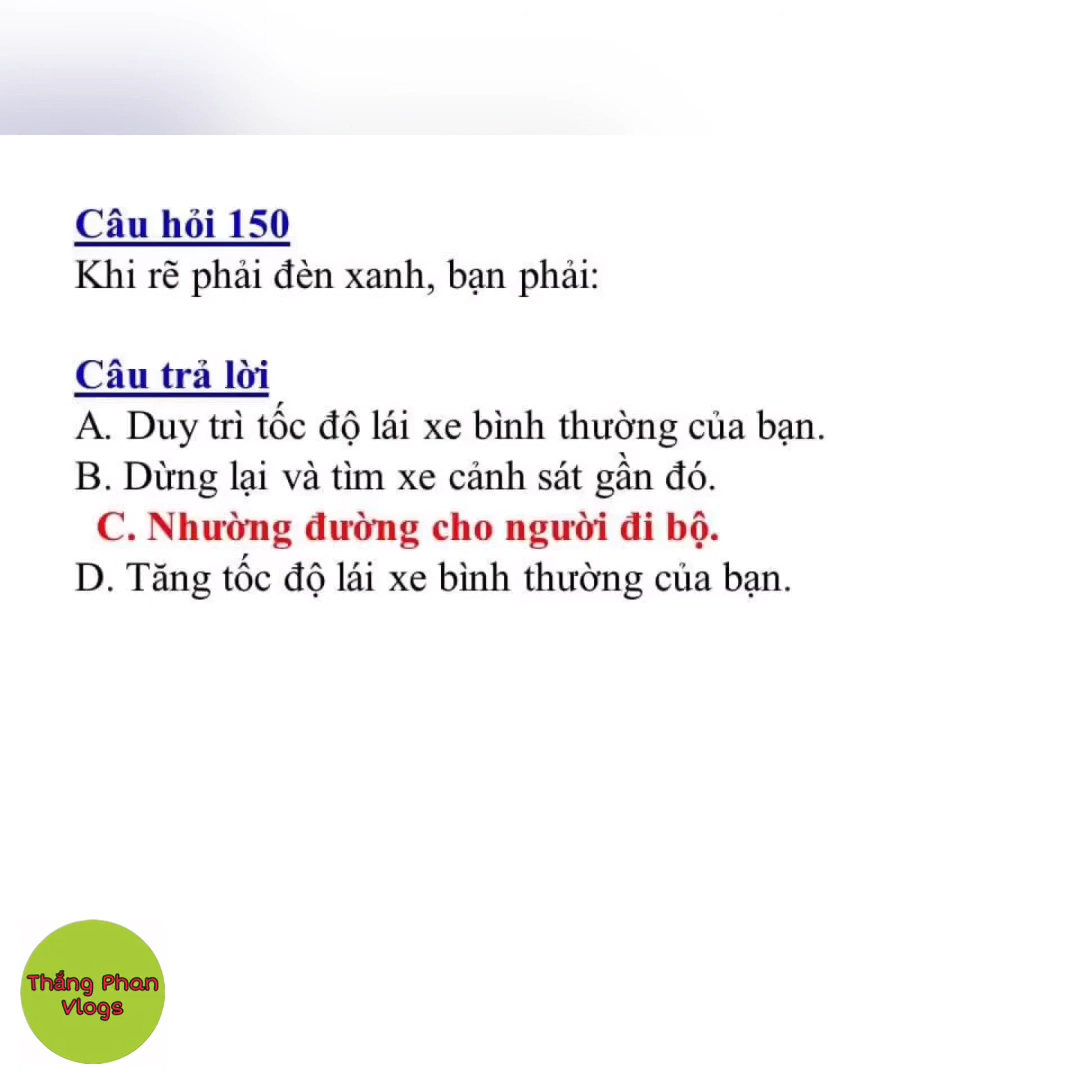 Câu hỏi 150
Khi rẽ phải đèn xanh, bạn phải:
Câu trả lời
A. Duy trì tốc độ lái xe bình thường của bạn.
B. Dừng lại và tìm xe cảnh sát gần đó.
C. Nhường đường cho người đi bộ.
D. Tăng tốc độ lái xe bình thường của bạn.
Thắng Phan
Vlogs